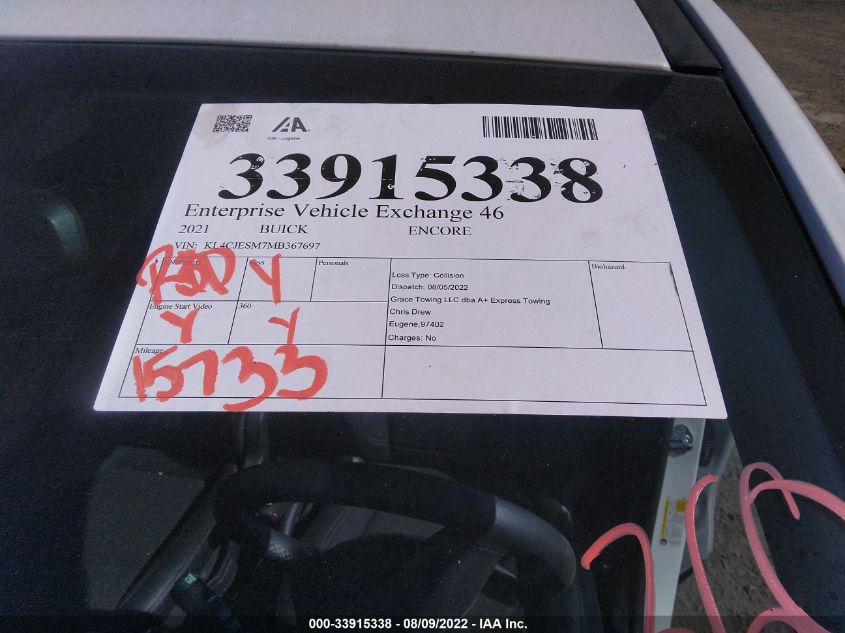 IAA
33915338
Enterprise Vehicle Exchange 46
2021 BUICK ENCORE
VIN: KL4CJESM7MB367697
Personals
Loss Type: Collision
Biohazard
Dispatch: 08/05/2022
Grace Towing LLC dba A+ Express Towing
Engine Start Video 360
Y Y Y
Chris Drew
Eugene,97402
Charges: No
Mileage
15733
000-33915338 - 08/09/2022 - IAA Inc.